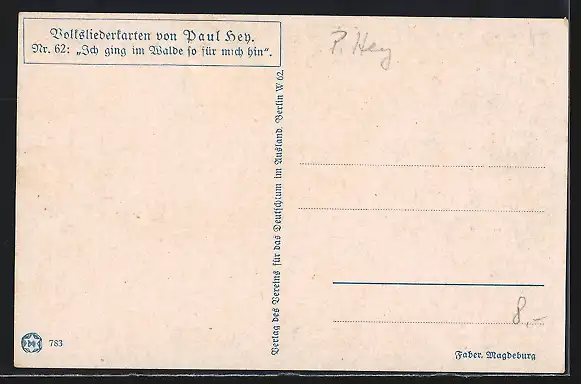 Volksliederkarten von Paul Hey.
Nr. 62: „Ich ging im Walde so für mich hin“.
P. Hey
Verlag des Vereins für das Deutschtum im Ausland. Berlin W 62.
8,-
783
Faber. Magdeburg